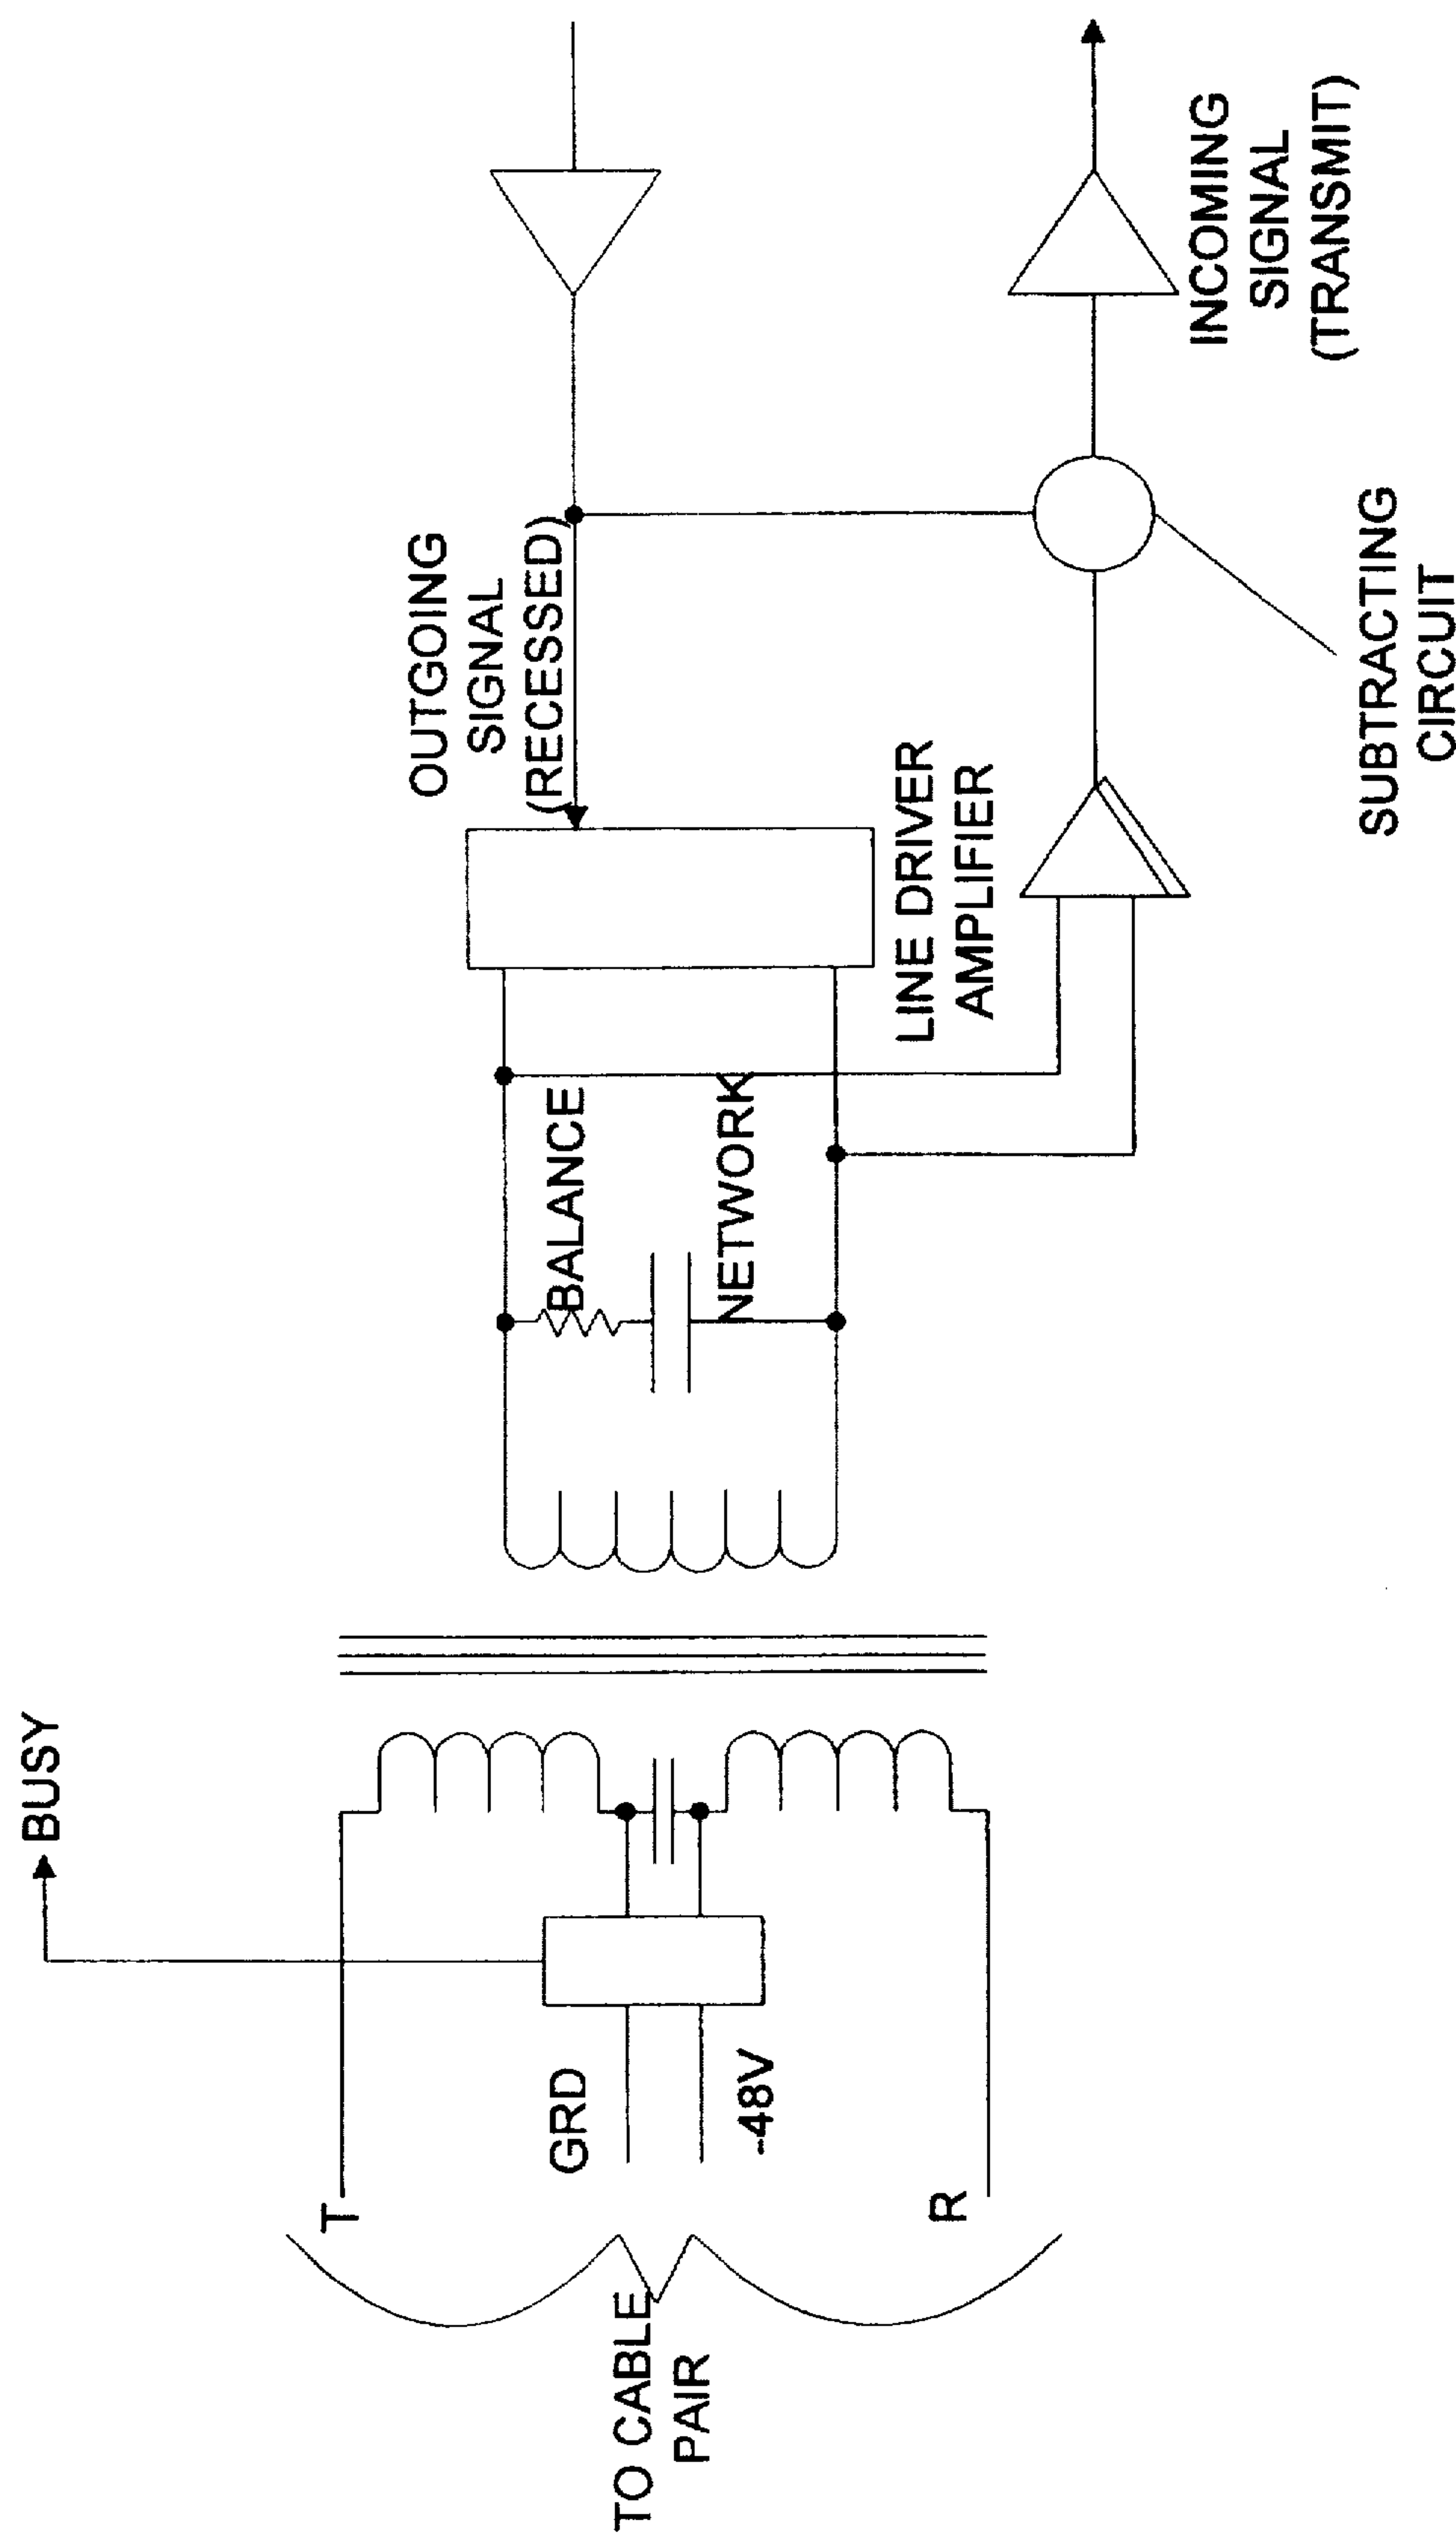 BUSY
T
GRD
-48V
R
TO CABLE
PAIR
BALANCE
NETWORK
OUTGOING
SIGNAL
(RECESSED)
LINE DRIVER
AMPLIFIER
SUBTRACTING
CIRCUIT
INCOMING
SIGNAL
(TRANSMIT)